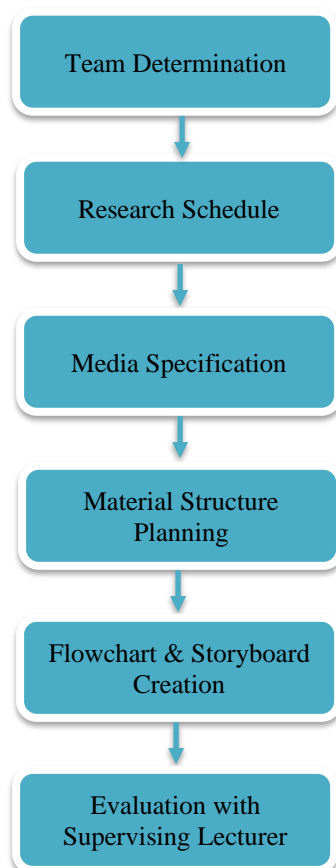 Team Determination
Research Schedule
Media Specification
Material Structure
Planning
Flowchart & Storyboard
Creation
Evaluation with
Supervising Lecturer